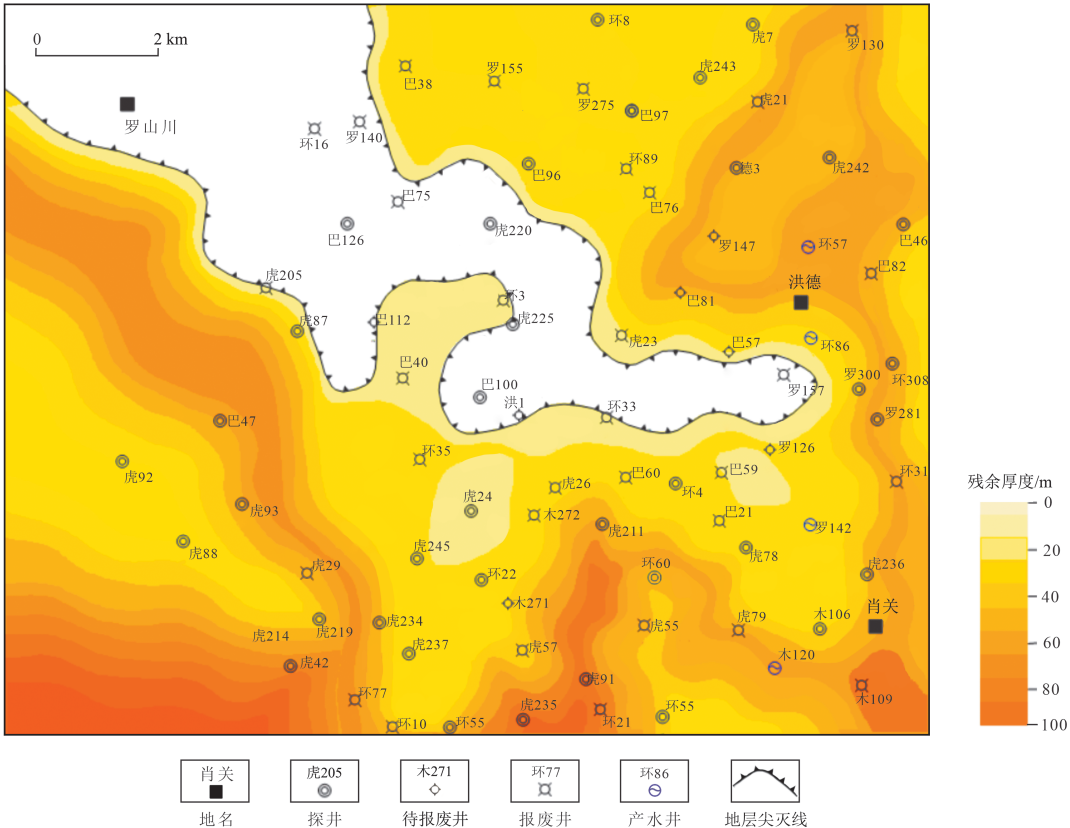 0 2 km
罗山川
环8
虎7
罗130
巴38
罗155
虎243
罗275
巴97
虎21
环16
罗140
环89
巴96
德3
虎242
巴75
巴76
巴126
虎220
罗147
环57
巴46
巴82
虎205
环3
巴81
洪德
虎87
巴112
虎225
虎23
巴57
环86
巴40
巴100
罗157
罗300
环308
洪1
环33
罗281
巴47
环35
罗126
虎92
巴60
巴59
环31
虎26
环4
虎24
虎93
木272
虎211
巴21
罗142
虎88
虎245
虎78
虎29
环22
环60
虎236
木271
肖关
虎219
虎234
虎55
虎79
木106
虎214
虎237
虎57
虎42
木120
虎91
环77
木109
虎235
环21
环55
环10
环55
残余厚度/m
0
20
40
60
80
100
肖关
虎205
木271
环77
环86
地名
探井
待报废井
报废井
产水井
地层尖灭线